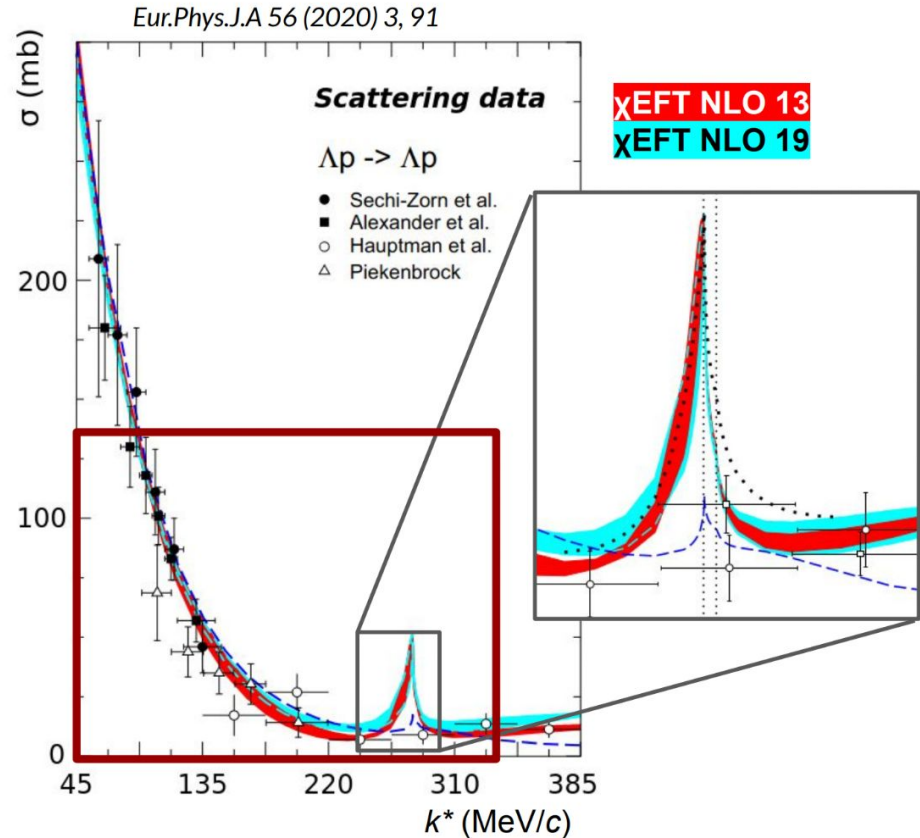 Eur.Phys.J.A 56 (2020) 3, 91
σ (mb)
Scattering data
Λp -> Λp
Sechi-Zorn et al.
Alexander et al.
Hauptman et al.
Piekenbrock
χEFT NLO 13
χEFT NLO 19
200
100
0
45 135 220 310 385
k* (MeV/c)